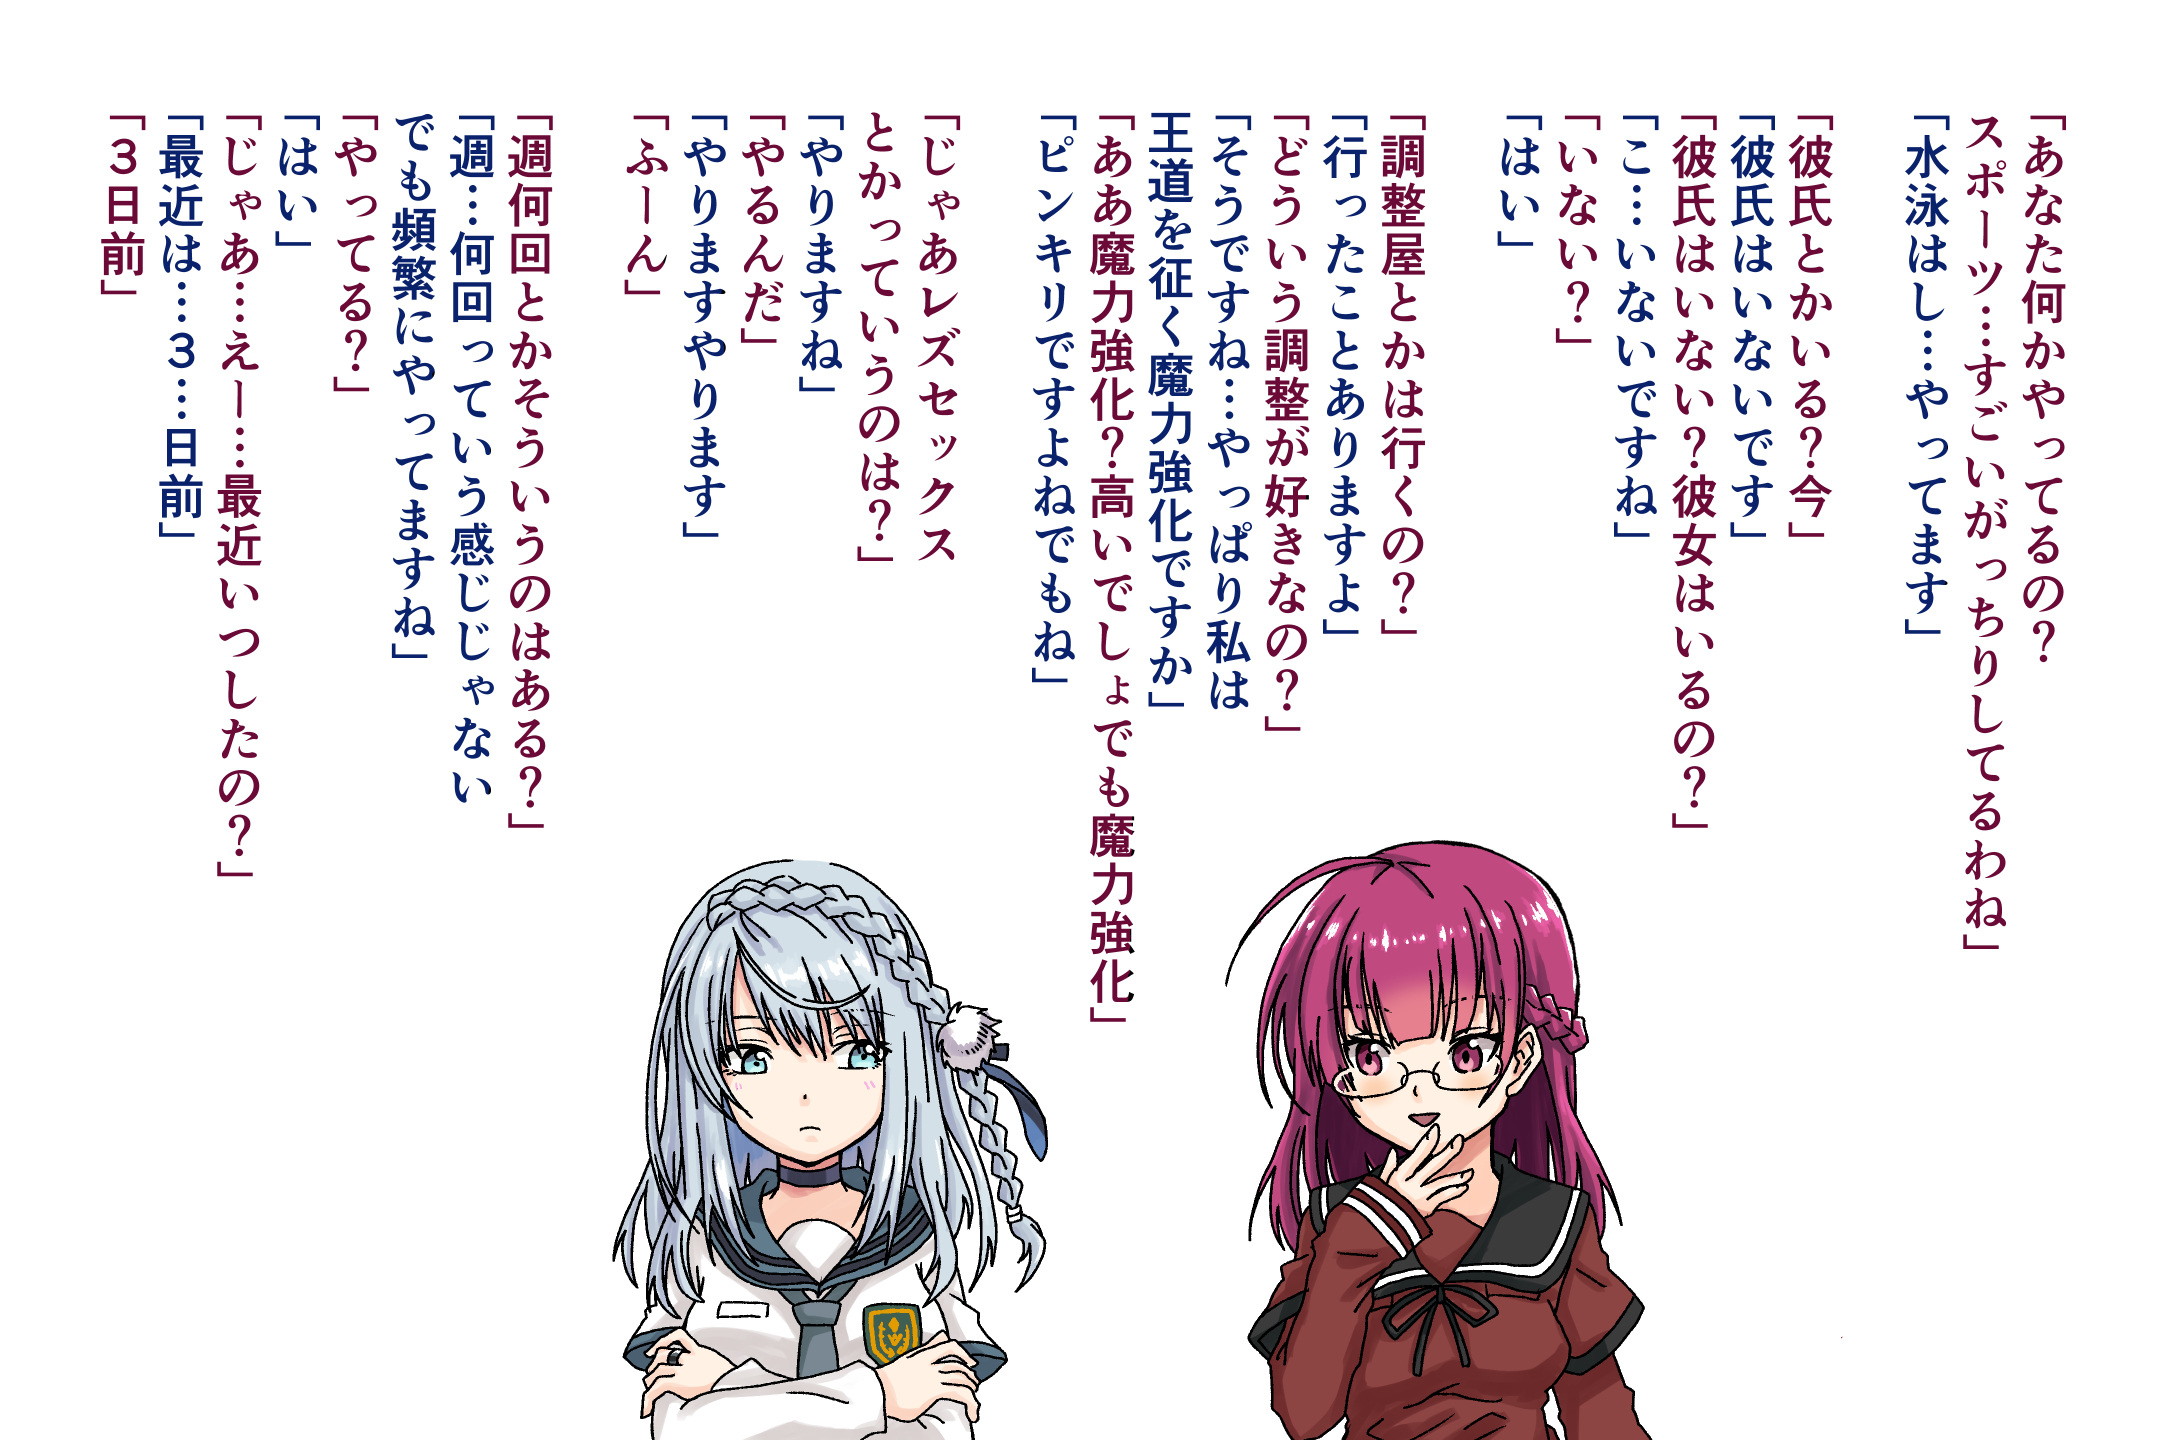 「あなた何かやってるの？
スポーツ…すごいがっちりしてるわね」
「水泳はし…やってます」
「彼氏とかいる？今」
「彼氏はいないです」
「彼氏はいない？彼女はいるの？」
「こ…いないですね」
「いない？」
「はい」
「調整屋とかは行くの？」
「行ったことありますよ」
「どういう調整が好きなの？」
「そうですね…やっぱり私は
王道を征く魔力強化ですか」
「ああ魔力強化？高いでしょでも魔力強化」
「ピンキリですよねでもね」
「じゃあレズセックス
とかっていうのは？」
「やりますね」
「やるんだ」
「やりますやります」
「ふーん」
「週何回とかそういうのはある？」
「週…何回っていう感じじゃない
でも頻繁にやってますね」
「やってる？」
「はい」
「じゃあ…えー…最近いつしたの？」
「最近は…３…日前」
「３日前」